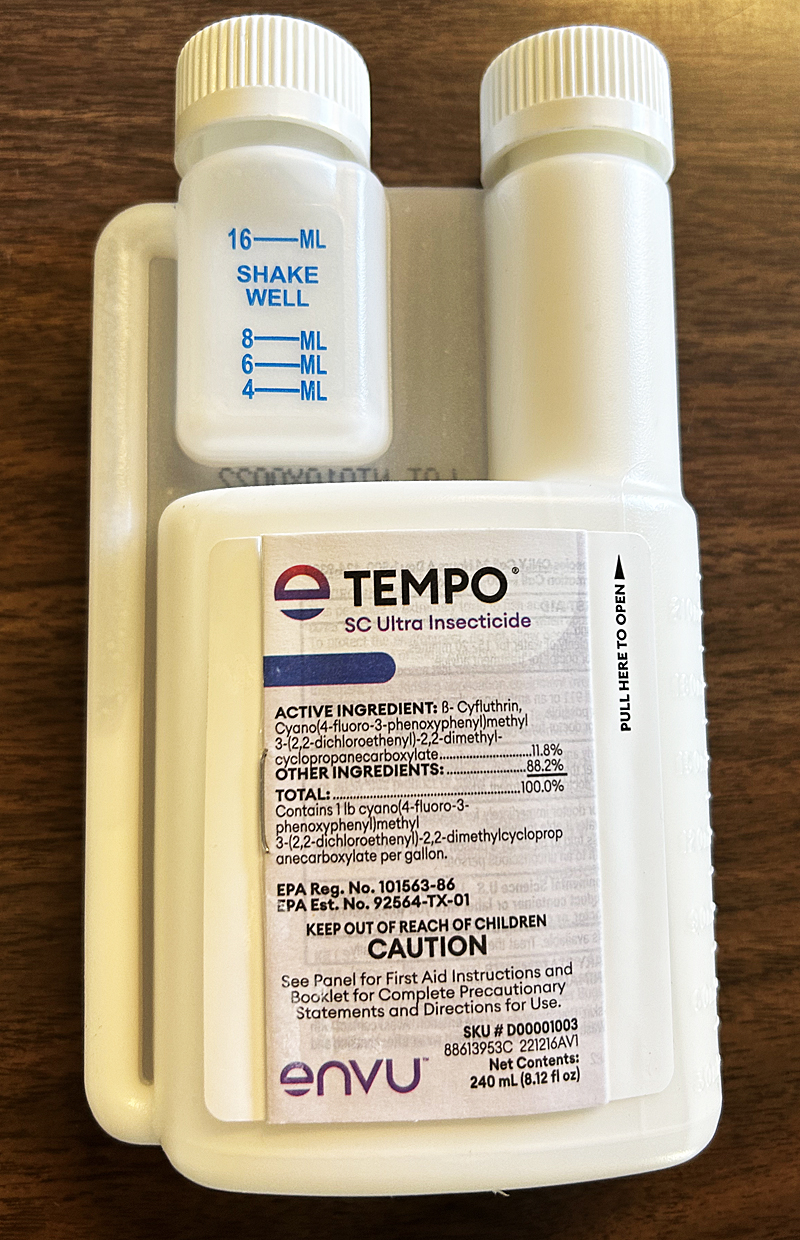 16 ML
SHAKE
WELL
8 ML
6 ML
4 ML
TEMPO®
SC Ultra Insecticide
PULL HERE TO OPEN
ACTIVE INGREDIENT: ß- Cyfluthrin,
Cyano(4-fluoro-3-phenoxyphenyl)methyl
3-(2,2-dichloroethenyl)-2,2-dimethyl-
cyclopropanecarboxylate..................11.8%
OTHER INGREDIENTS:................88.2%
TOTAL:.....................................100.0%
Contains 1 lb cyano(4-fluoro-3-
phenoxyphenyl)methyl
3-(2,2-dichloroethenyl)-2,2-dimethylcycloprop
anecarboxylate per gallon.
EPA Reg. No. 101563-86
EPA Est. No. 92564-TX-01
KEEP OUT OF REACH OF CHILDREN
CAUTION
See Panel for First Aid Instructions and
Booklet for Complete Precautionary
Statements and Directions for Use.
SKU # D00001003
88613953C 221216AV1
Net Contents:
240 mL (8.12 fl oz)
envu™